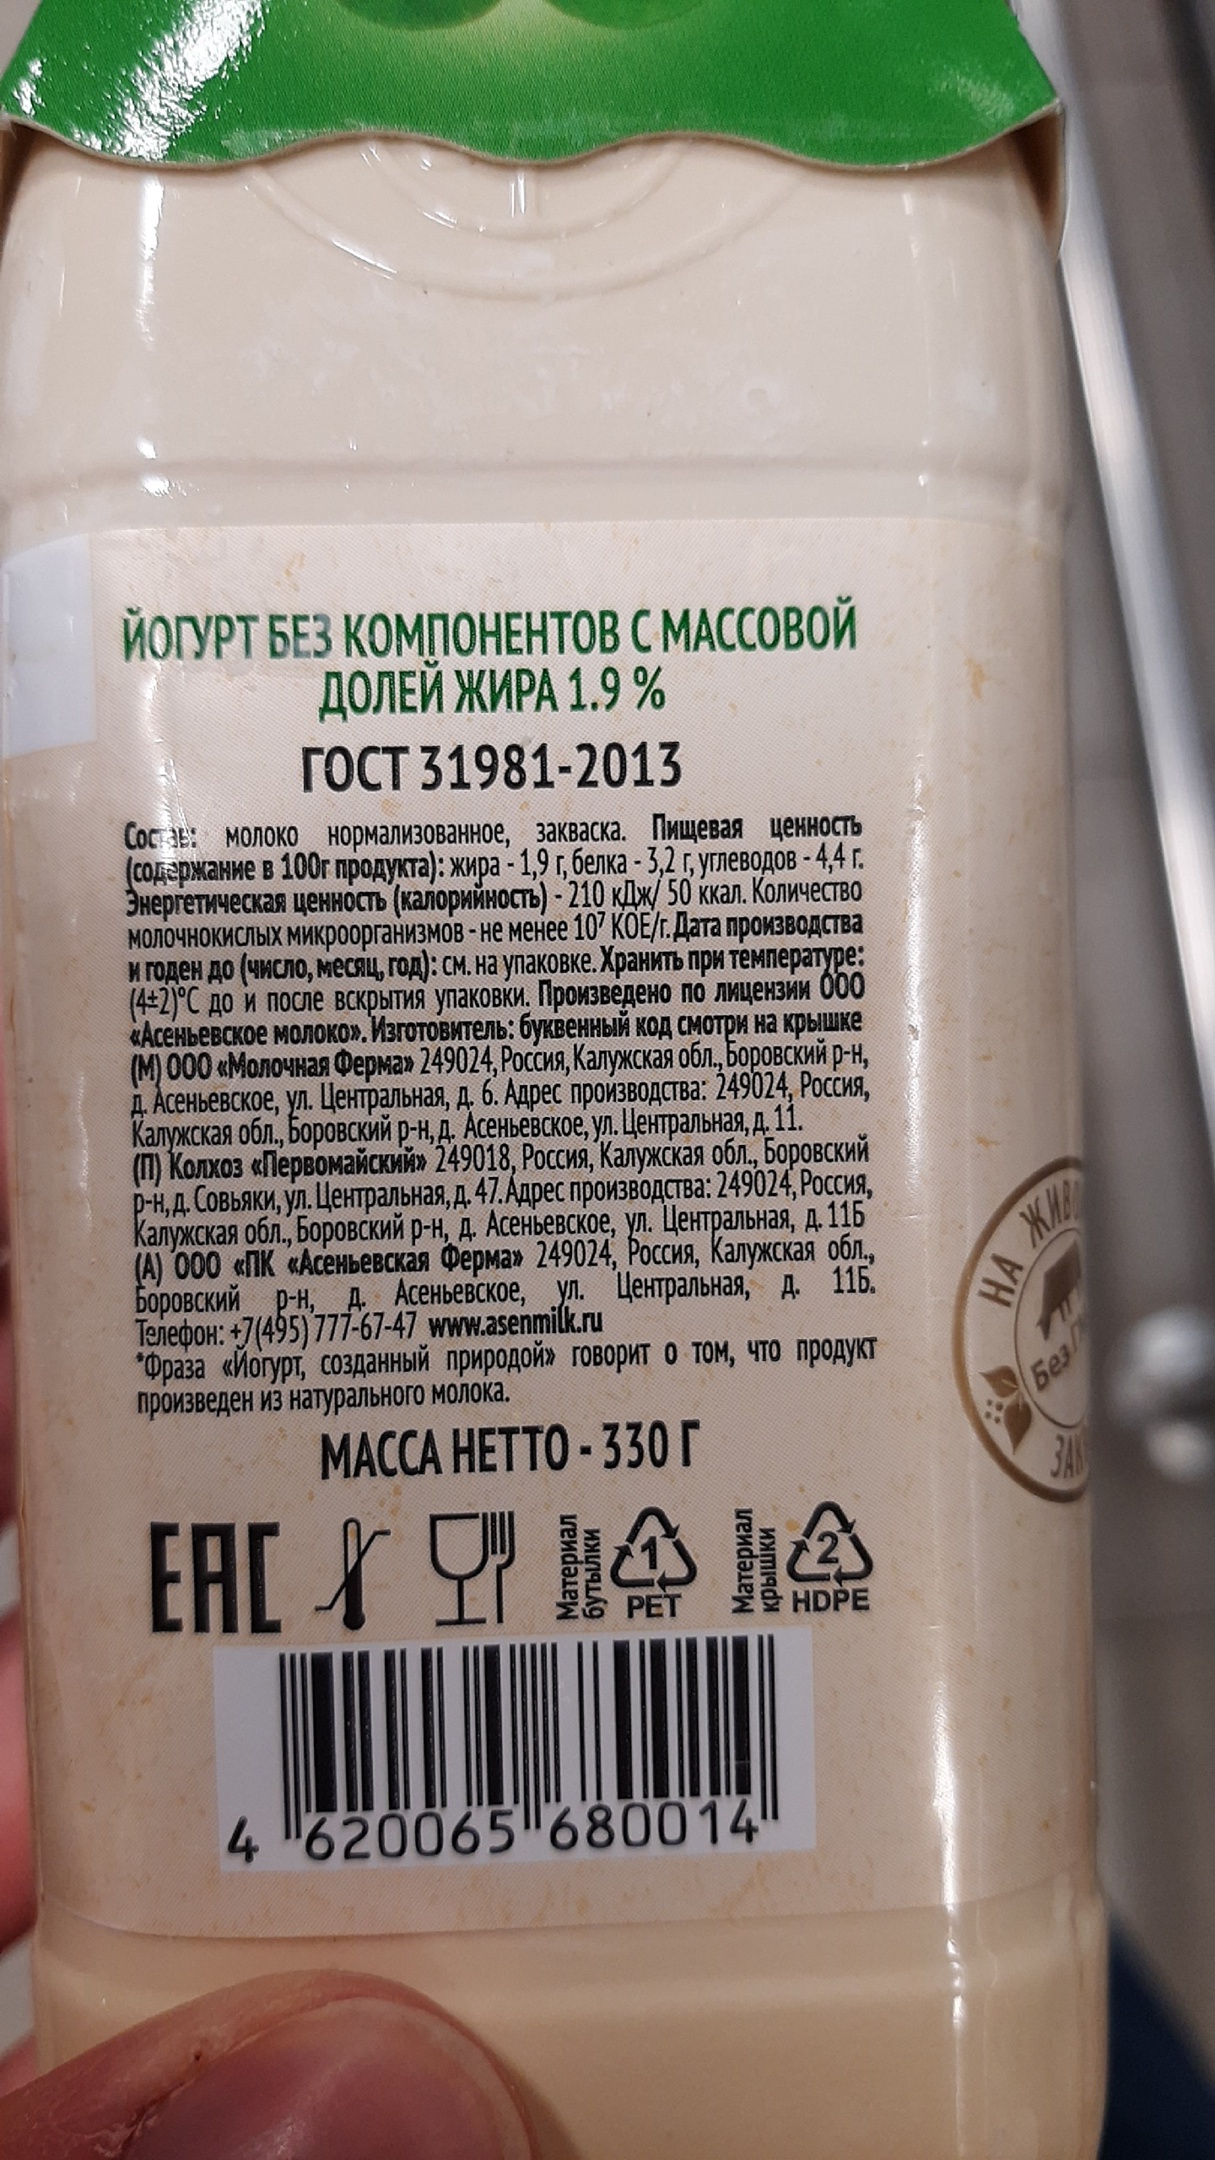 ЙОГУРТ БЕЗ КОМПОНЕНТОВ С МАССОВОЙ
ДОЛЕЙ ЖИРА 1.9 %
ГОСТ 31981-2013
Состав: молоко нормализованное, закваска. Пищевая ценность
(содержание в 100г продукта): жира - 1,9 г, белка - 3,2 г, углеводов - 4,4 г.
Энергетическая ценность (калорийность) - 210 кДж/ 50 ккал. Количество
молочнокислых микроорганизмов - не менее 10⁷ КОЕ/г. Дата производства
и годен до (число, месяц, год): см. на упаковке. Хранить при температуре:
(4±2)°C до и после вскрытия упаковки. Произведено по лицензии ООО
«Асеньевское молоко». Изготовитель: буквенный код смотри на крышке
(М) ООО «Молочная Ферма» 249024, Россия, Калужская обл., Боровский р-н,
д. Асеньевское, ул. Центральная, д. 6. Адрес производства: 249024, Россия,
Калужская обл., Боровский р-н, д. Асеньевское, ул. Центральная, д. 11.
(П) Колхоз «Первомайский» 249018, Россия, Калужская обл., Боровский
р-н, д. Совьяки, ул. Центральная, д. 47. Адрес производства: 249024, Россия,
Калужская обл., Боровский р-н, д. Асеньевское, ул. Центральная, д. 11Б
(А) ООО «ПК «Асеньевская Ферма» 249024, Россия, Калужская обл.,
Боровский р-н, д. Асеньевское, ул. Центральная, д. 11Б.
Телефон: +7(495) 777-67-47 www.asenmilk.ru
*Фраза «Йогурт, созданный природой» говорит о том, что продукт
произведен из натурального молока.
МАССА НЕТТО - 330 Г
НА
Без
EAC
Материал
бутылки
1
PET
Материал
крышки
2
HDPE
4 620065 680014